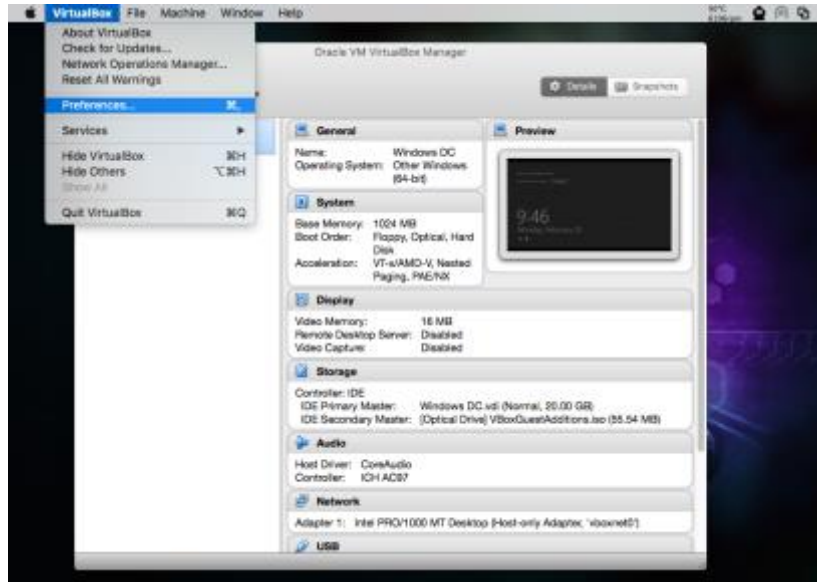 VirtualBox File Machine Window Help
About VirtualBox
Check for Updates...
Network Operations Manager...
Reset All Warnings
Preferences... ⌘,
Services
Hide VirtualBox ⌘H
Hide Others ⌥⌘H
Show All
Quit VirtualBox ⌘Q
Oracle VM VirtualBox Manager
Details Snapshots
General
Name: Windows DC
Operating System: Other Windows
(64-bit)
Preview
9:46
System
Base Memory: 1024 MB
Boot Order: Floppy, Optical, Hard
Disk
Acceleration: VT-x/AMD-V, Nested
Paging, PAE/NX
Display
Video Memory: 16 MB
Remote Desktop Server: Disabled
Video Capture: Disabled
Storage
Controller: IDE
IDE Primary Master: Windows DC.vdi (Normal, 20.00 GB)
IDE Secondary Master: [Optical Drive] VBoxGuestAdditions.iso (55.54 MB)
Audio
Host Driver: CoreAudio
Controller: ICH AC97
Network
Adapter 1: Intel PRO/1000 MT Desktop (Host-only Adapter, 'vboxnet0')
USB